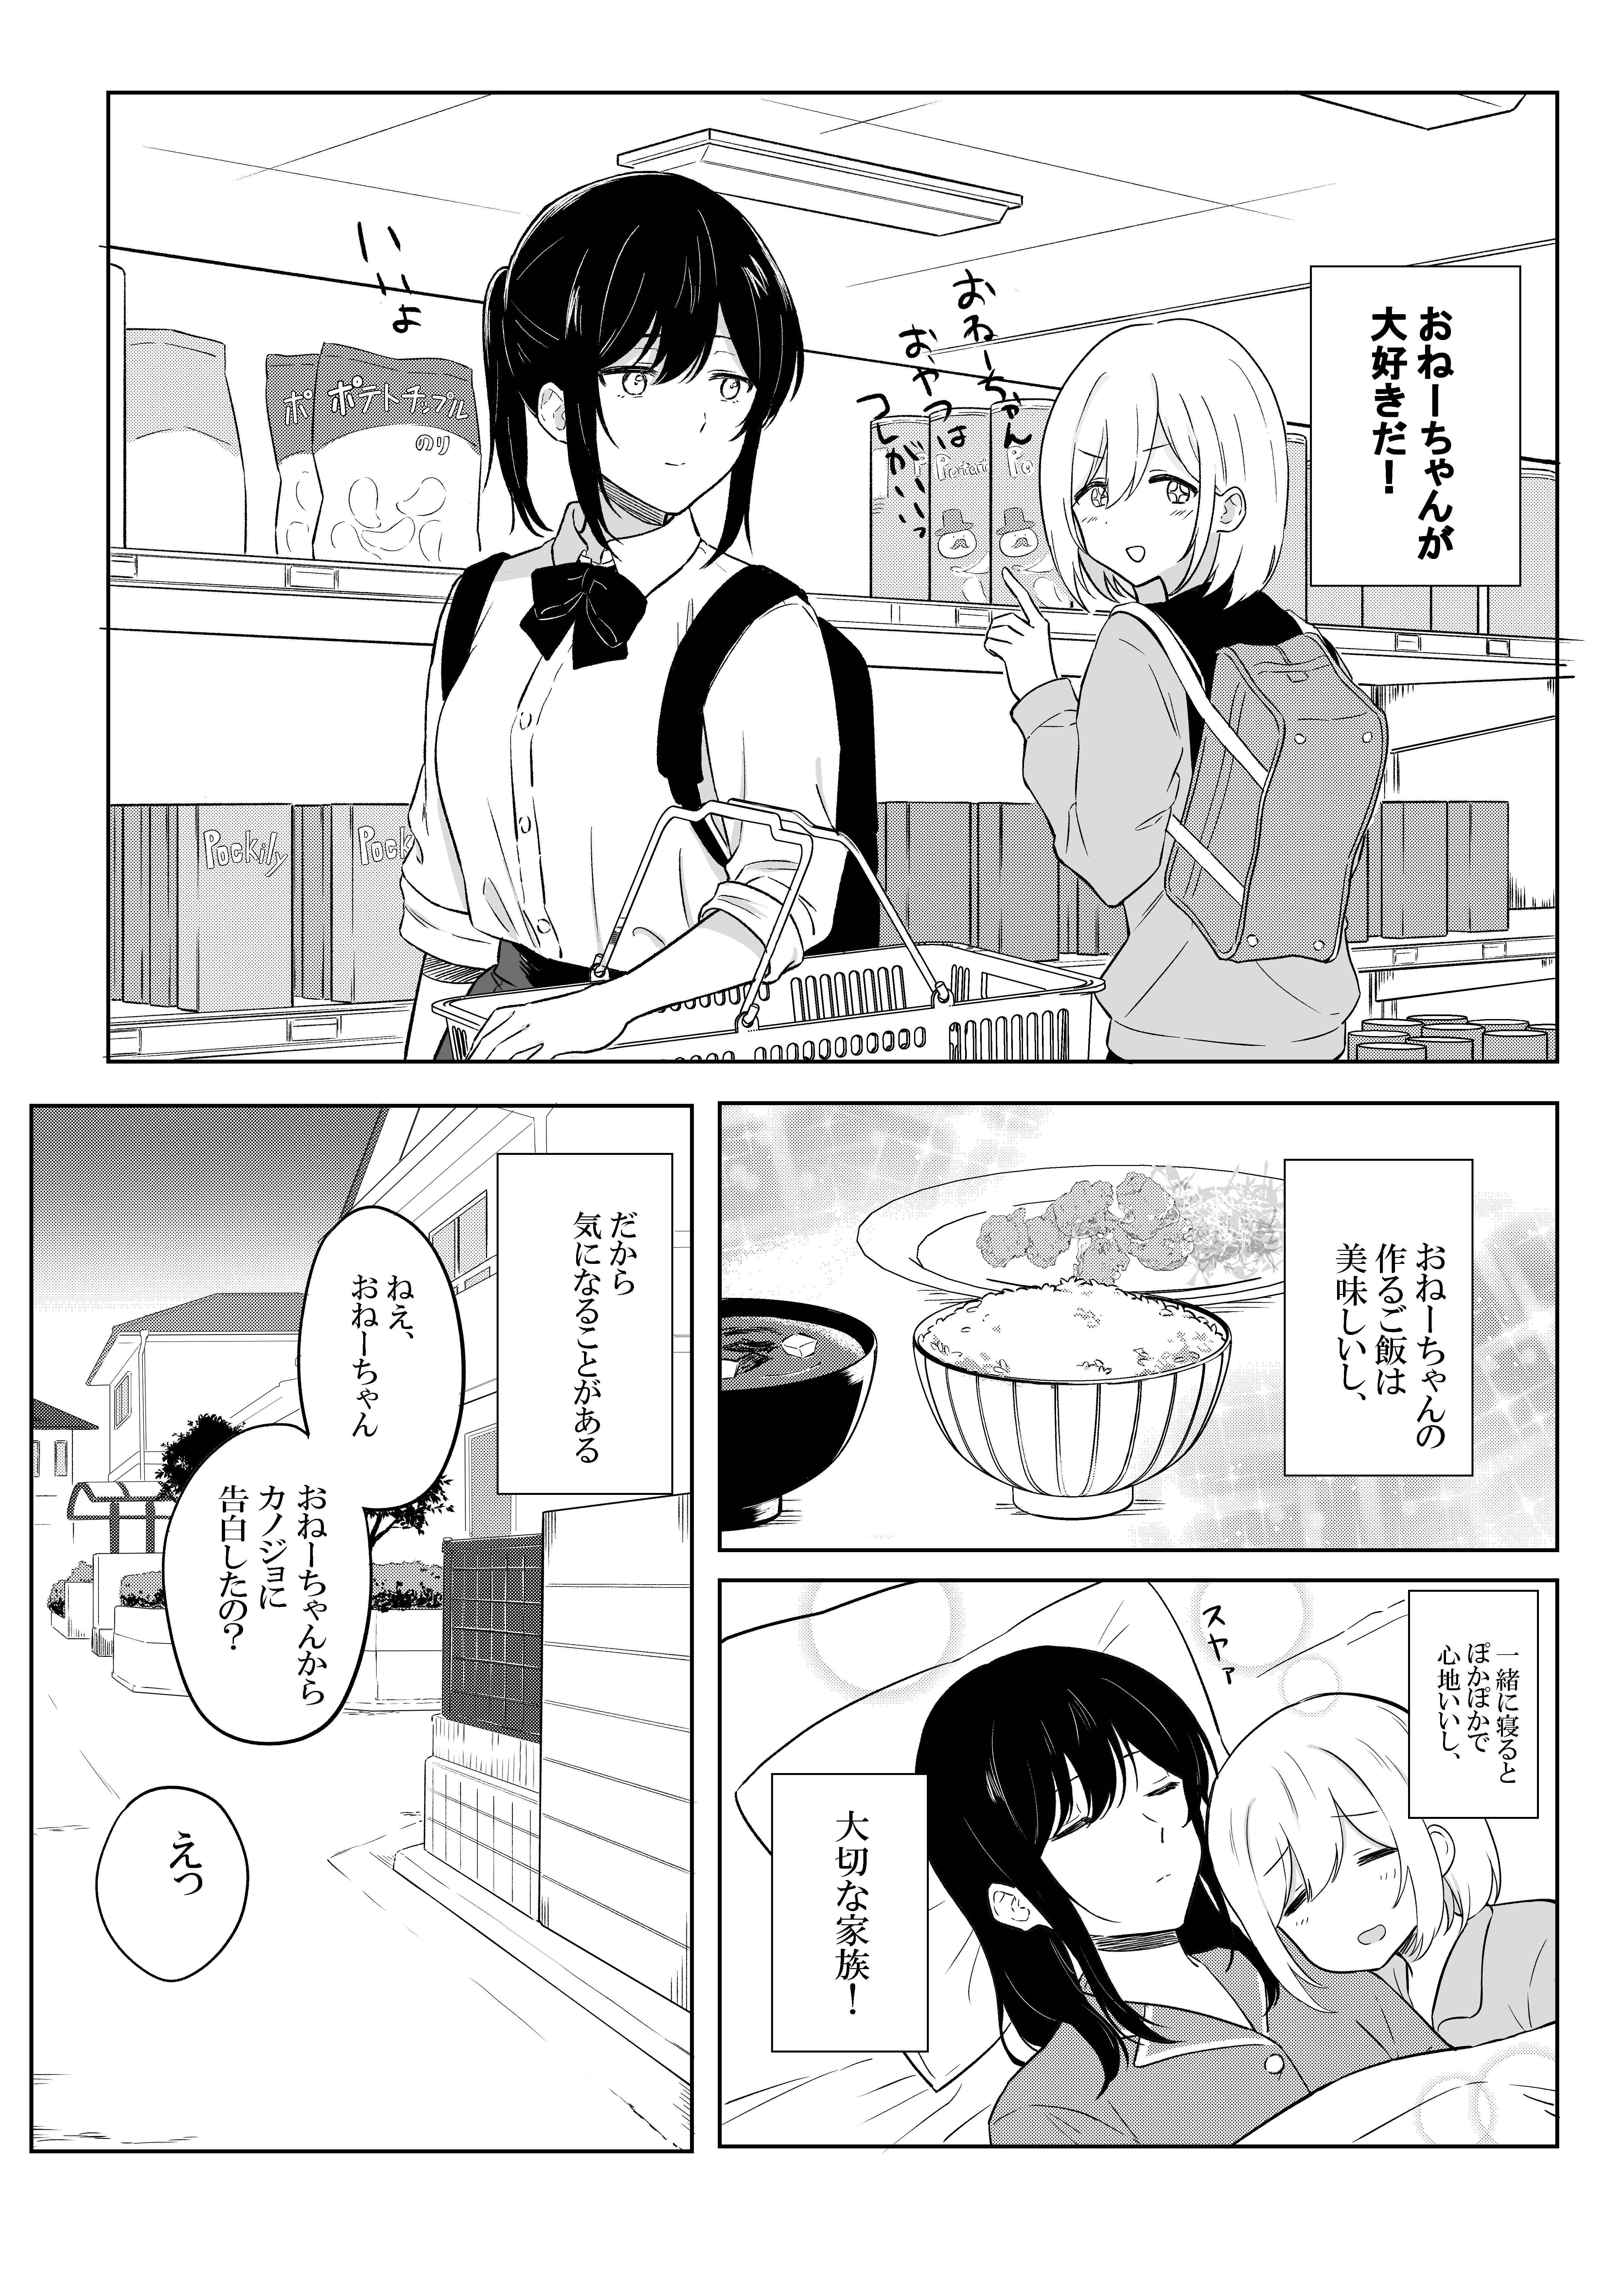 おねーちゃんが
大好きだ!
おねーちゃん
おやつは
コレがいいっ
いいよ
ポ
ポテトチップル
のり
Pockily
Pock
おねーちゃんの
作るご飯は
美味しいし、
一緒に寝ると
ぽかぽかで
心地いいし、
スヤァ
大切な家族!
だから
気になることがある
ねえ、
おねーちゃん
おねーちゃんから
カノジョに
告白したの?
えっ